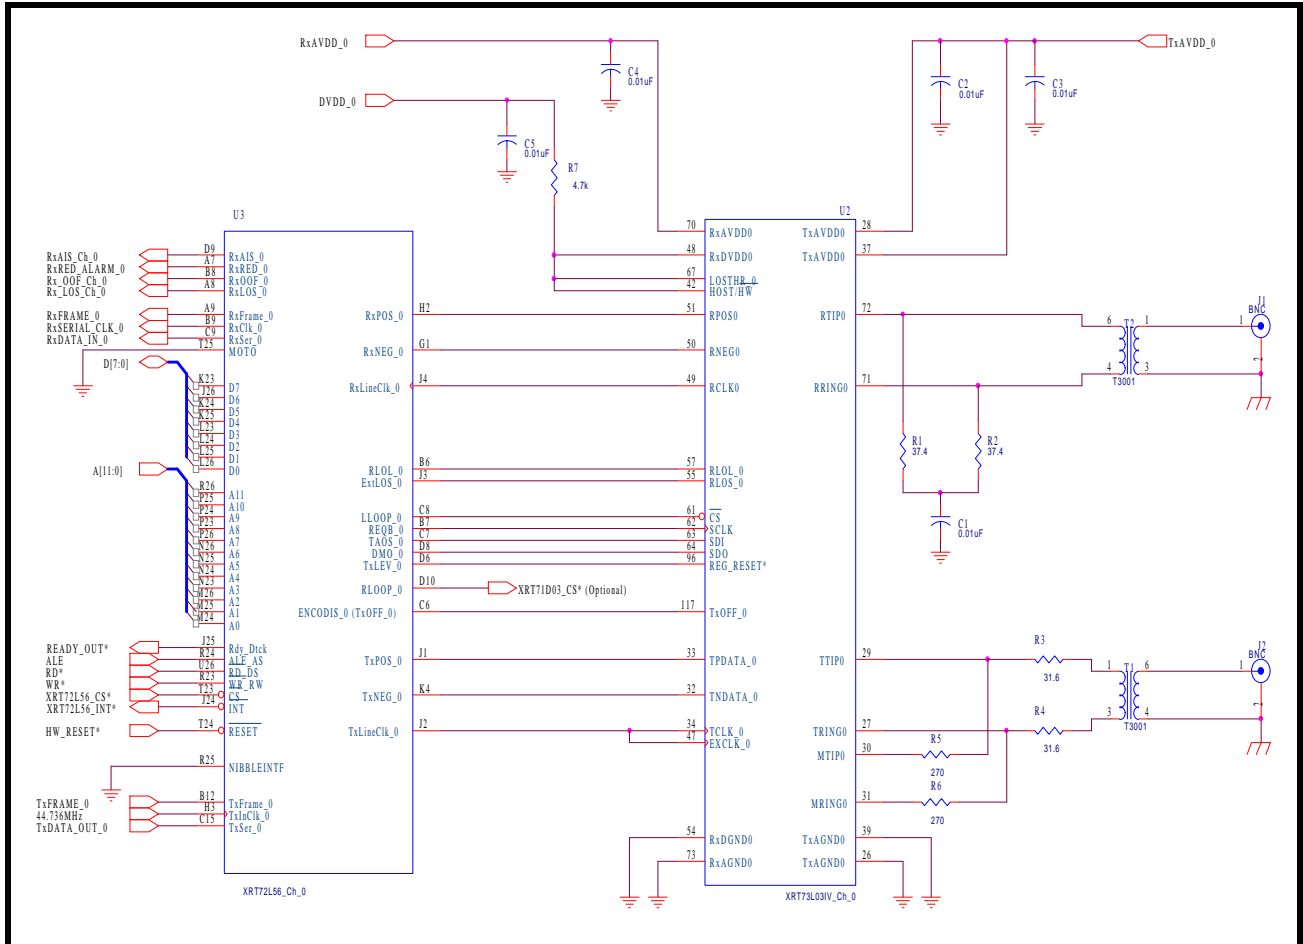 RxAVDD_0
TxAVDD_0
C4
0.01uF
C2
0.01uF
C3
0.01uF
DVDD_0
C5
0.01uF
R7
4.7k
U3
U2
RxAIS_Ch_0
RxRED_ALARM_0
Rx_OOF_Ch_0
Rx_LOS_Ch_0
RxFRAME_0
RxSERIAL_CLK_0
RxDATA_IN_0
D[7:0]
A[11:0]
READY_OUT*
ALE
RD*
WR*
XRT72L56_CS*
XRT72L56_INT*
HW_RESET*
TxFRAME_0
44.736MHz
TxDATA_OUT_0
D9 RxAIS_0
A7 RxRED_0
B8 RxOOF_0
A8 RxLOS_0
A9 RxFrame_0
B9 RxClk_0
C9 RxSer_0
T25 MOTO
K23 D7
J26 D6
K24 D5
K25 D4
L23 D3
L24 D2
L25 D1
L26 D0
R26 A11
P25 A10
P24 A9
P23 A8
P26 A7
N26 A6
N25 A5
N24 A4
N23 A3
M26 A2
M25 A1
M24 A0
J25 Rdy_Dtck
R24 ALE_AS
U26 RD_DS
R23 WR_RW
T23 CS
J24 INT
T24 RESET
R25 NIBBLEINTF
B12 TxFrame_0
H3 TxInClk_0
C15 TxSer_0
RxPOS_0 H2
RxNEG_0 G1
RxLineClk_0 J4
RLOL_0 B6
ExtLOS_0 J3
LLOOP_0 C8
REQB_0 B7
TAOS_0 C7
DMO_0 D8
TxLEV_0 D6
RLOOP_0 D10
XRT71D03_CS* (Optional)
ENCODIS_0 (TxOFF_0) C6
TxPOS_0 J1
TxNEG_0 K4
TxLineClk_0 J2
XRT72L56_Ch_0
70 RxAVDD0
48 RxDVDD0
67 LOSTHR_0
42 HOST/HW
51 RPOS0
50 RNEG0
49 RCLK0
57 RLOL_0
55 RLOS_0
61 CS
62 SCLK
63 SDI
64 SDO
96 REG_RESET*
117 TxOFF_0
33 TPDATA_0
32 TNDATA_0
34 TCLK_0
47 EXCLK_0
54 RxDGND0
73 RxAGND0
TxAVDD0 28
TxAVDD0 37
RTIP0 72
RRING0 71
TTIP0 29
TRING0 27
MTIP0 30
MRING0 31
TxAGND0 39
TxAGND0 26
XRT73L03IV_Ch_0
R1
37.4
R2
37.4
C1
0.01uF
6 T2 1
4 3
T3001
J1
BNC
1
2
R3
31.6
R4
31.6
R5
270
R6
270
1 T1 6
3 4
T3001
J2
BNC
1
2